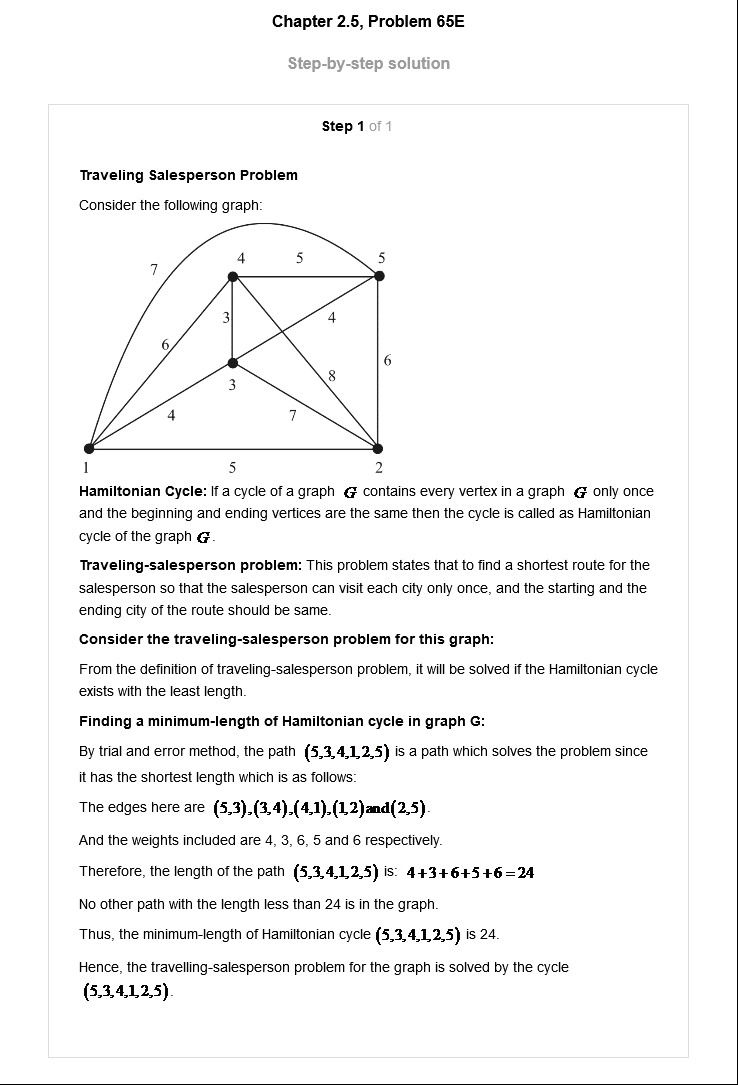 Chapter 2.5, Problem 65E
Step-by-step solution
Step 1 of 1
Traveling Salesperson Problem
Consider the following graph:
4 5 5
7
3 4
6
6
3 8
4 7
1 5 2
Hamiltonian Cycle: If a cycle of a graph G contains every vertex in a graph G only once
and the beginning and ending vertices are the same then the cycle is called as Hamiltonian
cycle of the graph G.
Traveling-salesperson problem: This problem states that to find a shortest route for the
salesperson so that the salesperson can visit each city only once, and the starting and the
ending city of the route should be same.
Consider the traveling-salesperson problem for this graph:
From the definition of traveling-salesperson problem, it will be solved if the Hamiltonian cycle
exists with the least length.
Finding a minimum-length of Hamiltonian cycle in graph G:
By trial and error method, the path (5,3,4,1,2,5) is a path which solves the problem since
it has the shortest length which is as follows:
The edges here are (5,3),(3,4),(4,1),(1,2)and(2,5).
And the weights included are 4, 3, 6, 5 and 6 respectively.
Therefore, the length of the path (5,3,4,1,2,5) is: 4+3+6+5+6=24
No other path with the length less than 24 is in the graph.
Thus, the minimum-length of Hamiltonian cycle (5,3,4,1,2,5) is 24.
Hence, the travelling-salesperson problem for the graph is solved by the cycle
(5,3,4,1,2,5).